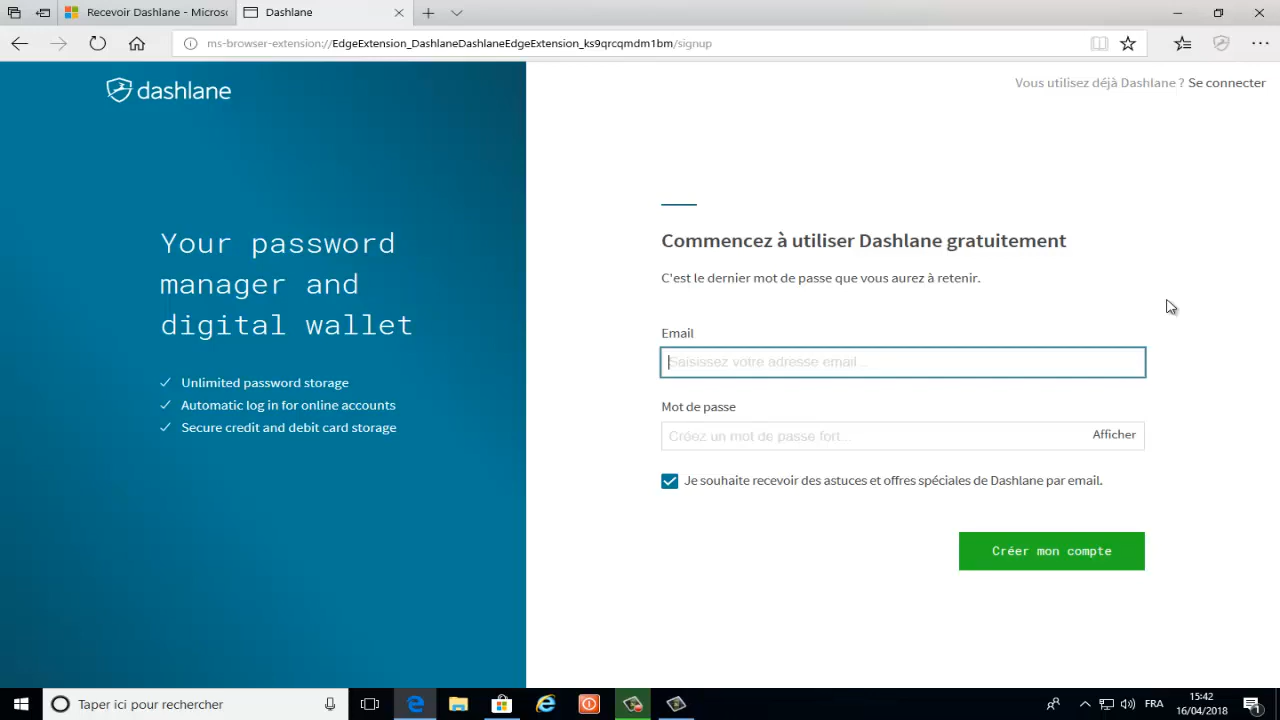 Recevoir Dashlane - Micros
Dashlane
ms-browser-extension://EdgeExtension_DashlaneDashlaneEdgeExtension_ks9qrcqmdm1bm/signup
dashlane
Vous utilisez déjà Dashlane ? Se connecter
Your password
manager and
digital wallet
Unlimited password storage
Automatic log in for online accounts
Secure credit and debit card storage
Commencez à utiliser Dashlane gratuitement
C'est le dernier mot de passe que vous aurez à retenir.
Email
Saisissez votre adresse email...
Mot de passe
Créez un mot de passe fort...
Afficher
Je souhaite recevoir des astuces et offres spéciales de Dashlane par email.
Créer mon compte
Taper ici pour rechercher
FRA
15:42
16/04/2018
1